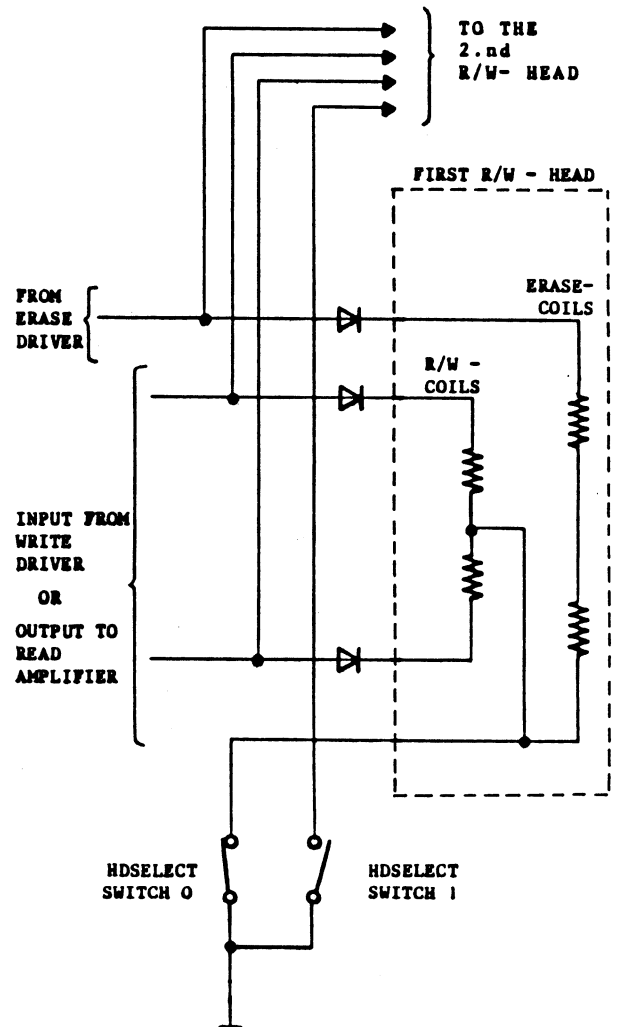 TO THE
2.nd
R/W- HEAD
FIRST R/W - HEAD
FROM
ERASE
DRIVER
ERASE-
COILS
R/W -
COILS
INPUT FROM
WRITE
DRIVER
OR
OUTPUT TO
READ
AMPLIFIER
HDSELECT
SWITCH 0
HDSELECT
SWITCH 1